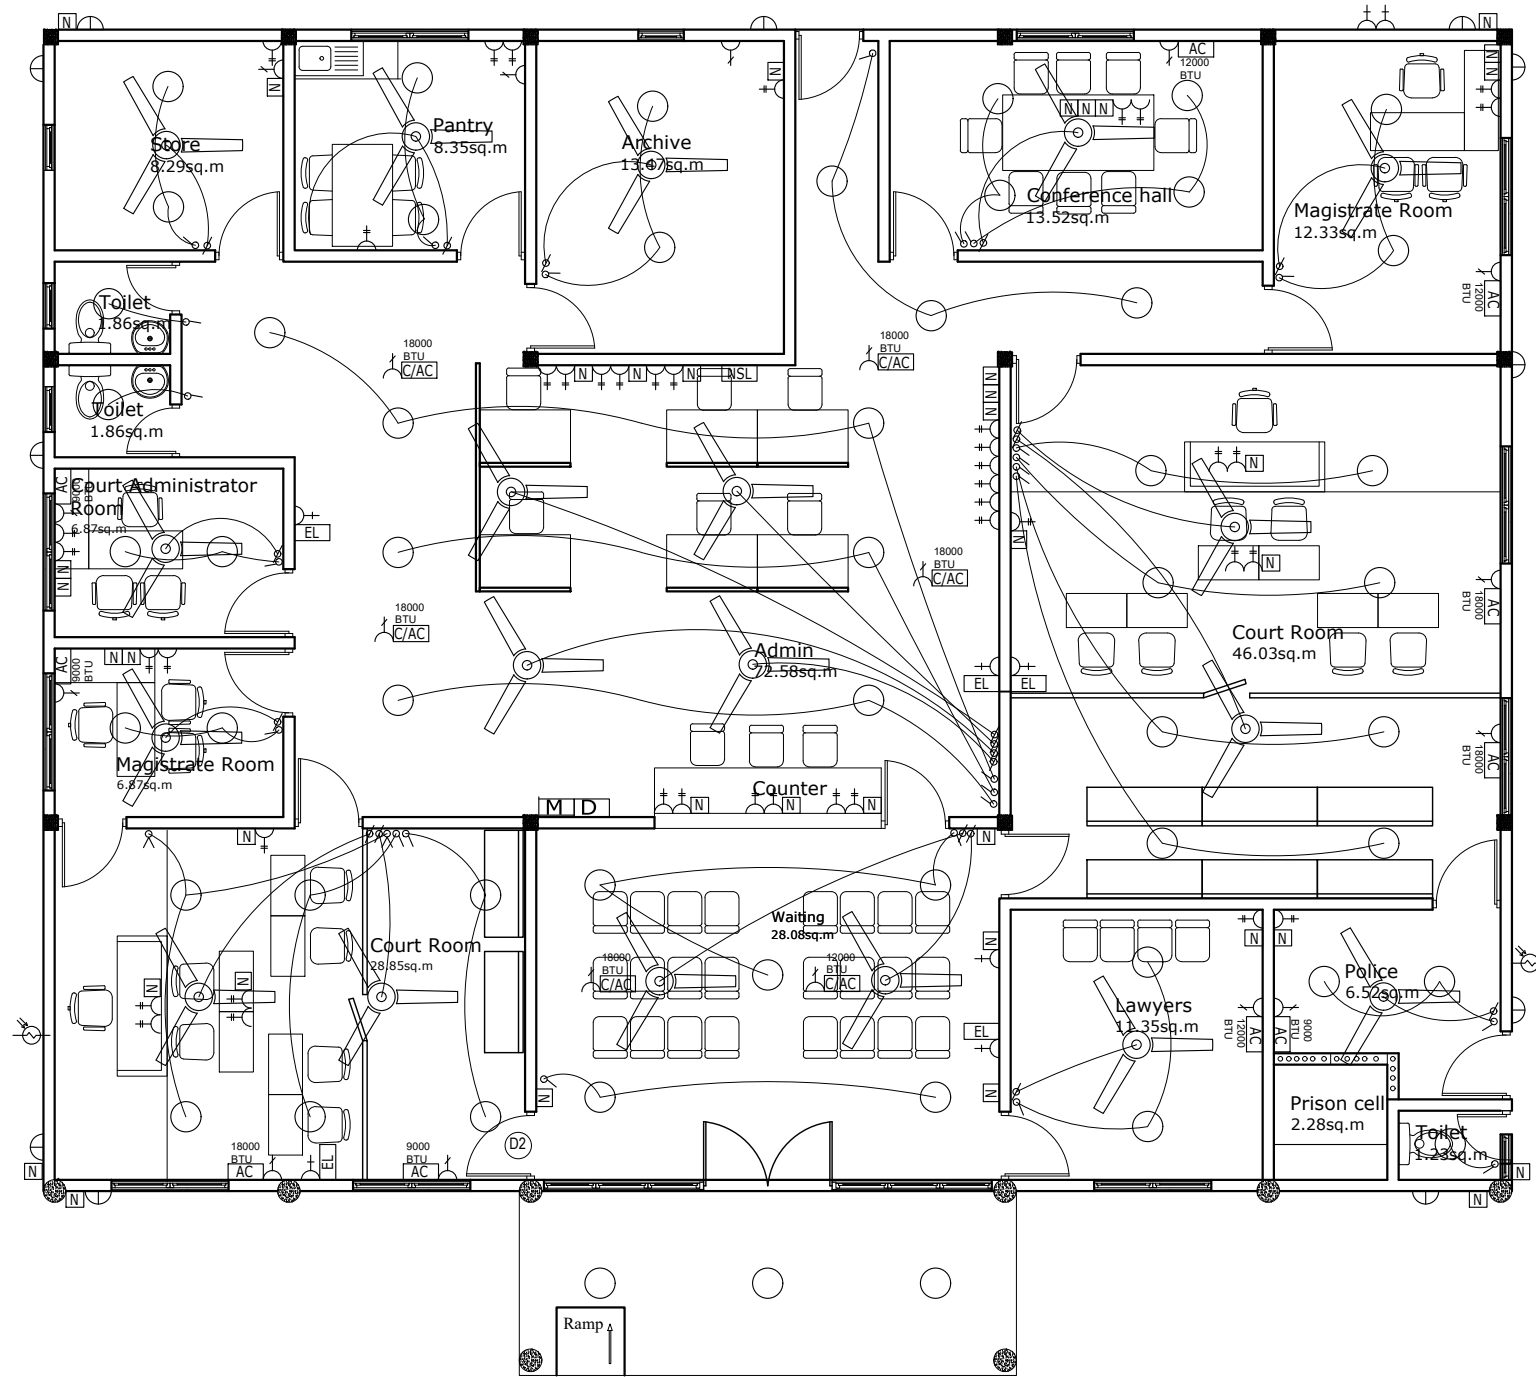 N
N
Store
8.29sq.m
N
Pantry
8.35sq.m
Archive
13.47sq.m
N
AC
12000
BTU
N N N
Conference hall
13.52sq.m
N
N
Magistrate Room
12.33sq.m
AC
12000
BTU
Toilet
1.86sq.m
Toilet
1.86sq.m
18000
BTU
C/AC
18000
BTU
C/AC
N
N
N
NSL
N
N
N
AC
9000
BTU
Court Administrator
Room
6.87sq.m
N
N
EL
18000
BTU
C/AC
18000
BTU
C/AC
N
N
N
AC
18000
BTU
Court Room
46.03sq.m
Admin
72.58sq.m
EL
EL
AC
9000
BTU
N N
Magistrate Room
6.87sq.m
AC
18000
BTU
Counter
M D
N
N
N
N
N
Court Room
28.85sq.m
N
N
Waiting
28.08sq.m
18000
BTU
C/AC
12000
BTU
C/AC
N
EL
N
N
N
N
Lawyers
11.35sq.m
AC
12000
BTU
AC
9000
BTU
Police
6.52sq.m
Prison cell
2.28sq.m
Toilet
1.23sq.m
18000
BTU
AC
EL
9000
BTU
AC
D2
N
N
N
N
Ramp